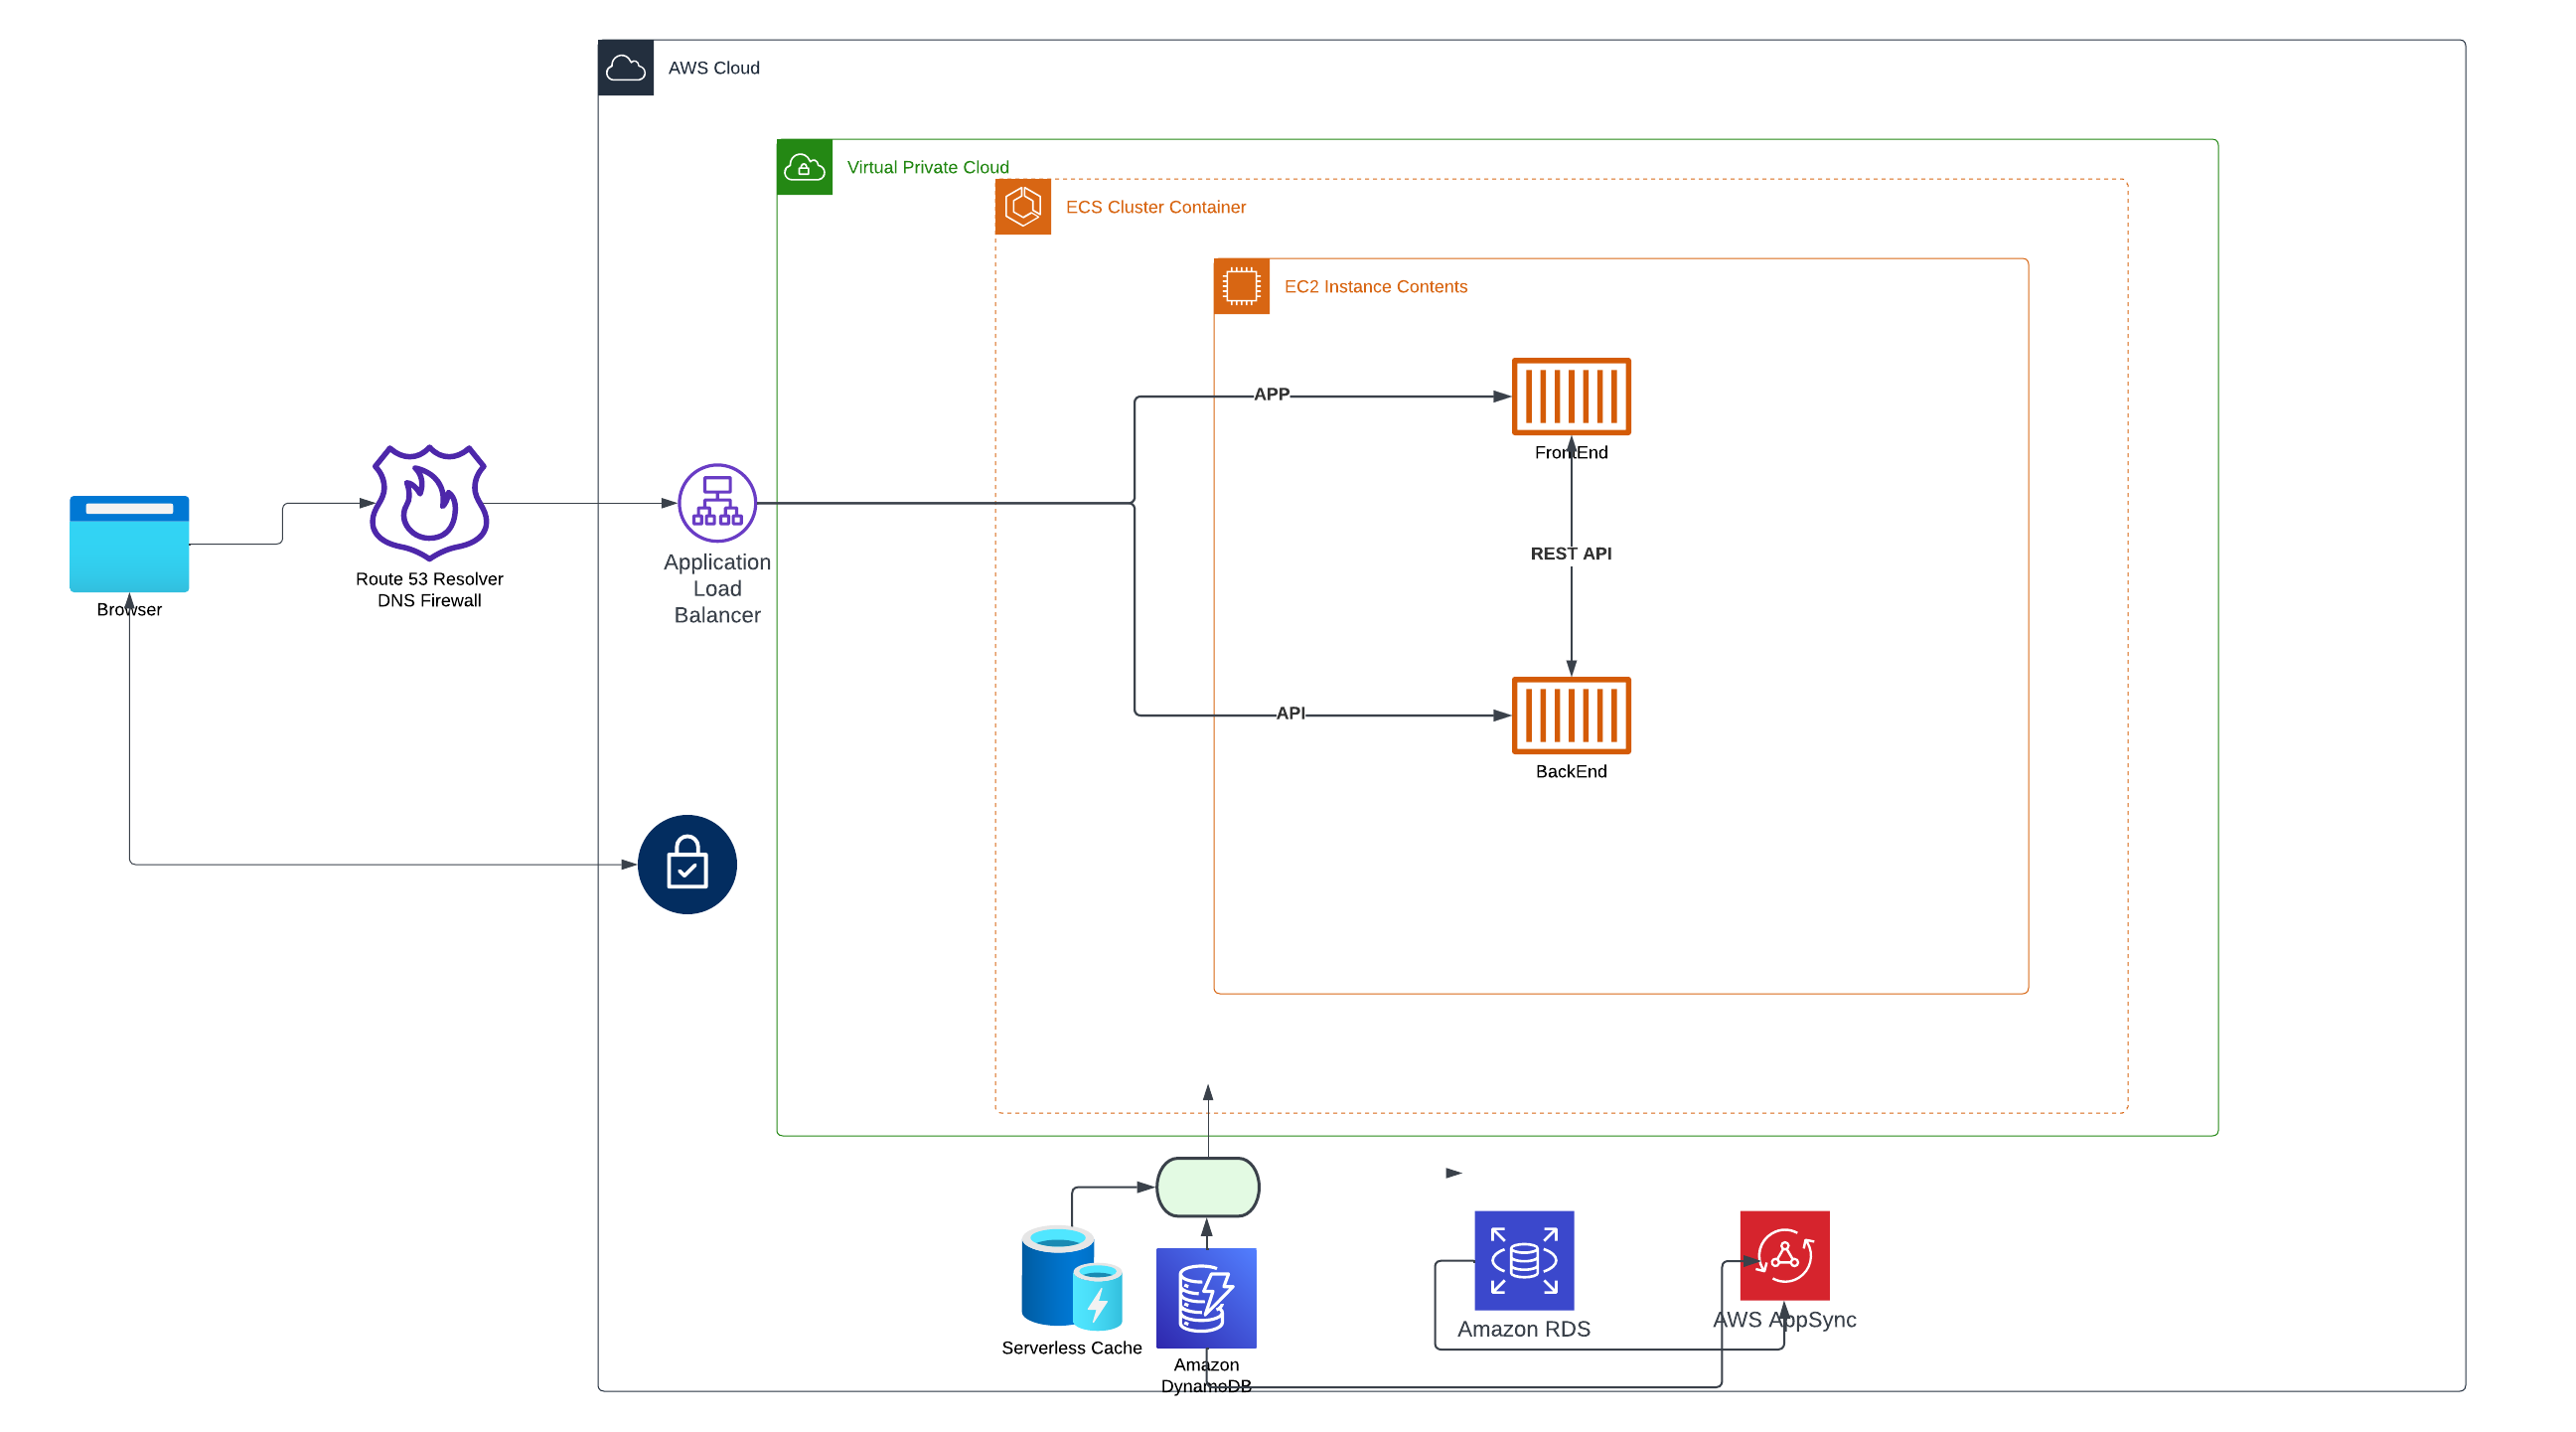 AWS Cloud
Virtual Private Cloud
ECS Cluster Container
EC2 Instance Contents
APP
FrontEnd
Browser
Route 53 Resolver
DNS Firewall
Application
Load
Balancer
REST API
API
BackEnd
Serverless Cache
Amazon
DynamoDB
Amazon RDS
AWS AppSync